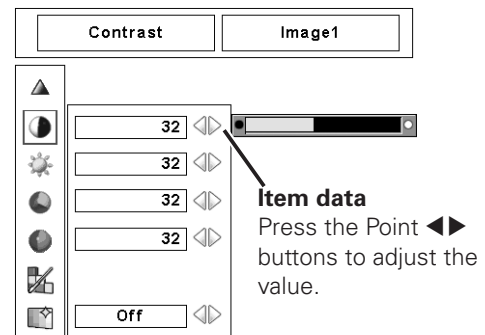 Contrast Image1
32
32
32
32
Off
Item data
Press the Point ◀▶
buttons to adjust the
value.